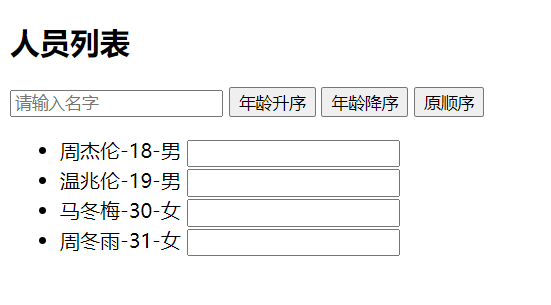 人员列表
请输入名字 年龄升序 年龄降序 原顺序
周杰伦-18-男
温兆伦-19-男
马冬梅-30-女
周冬雨-31-女